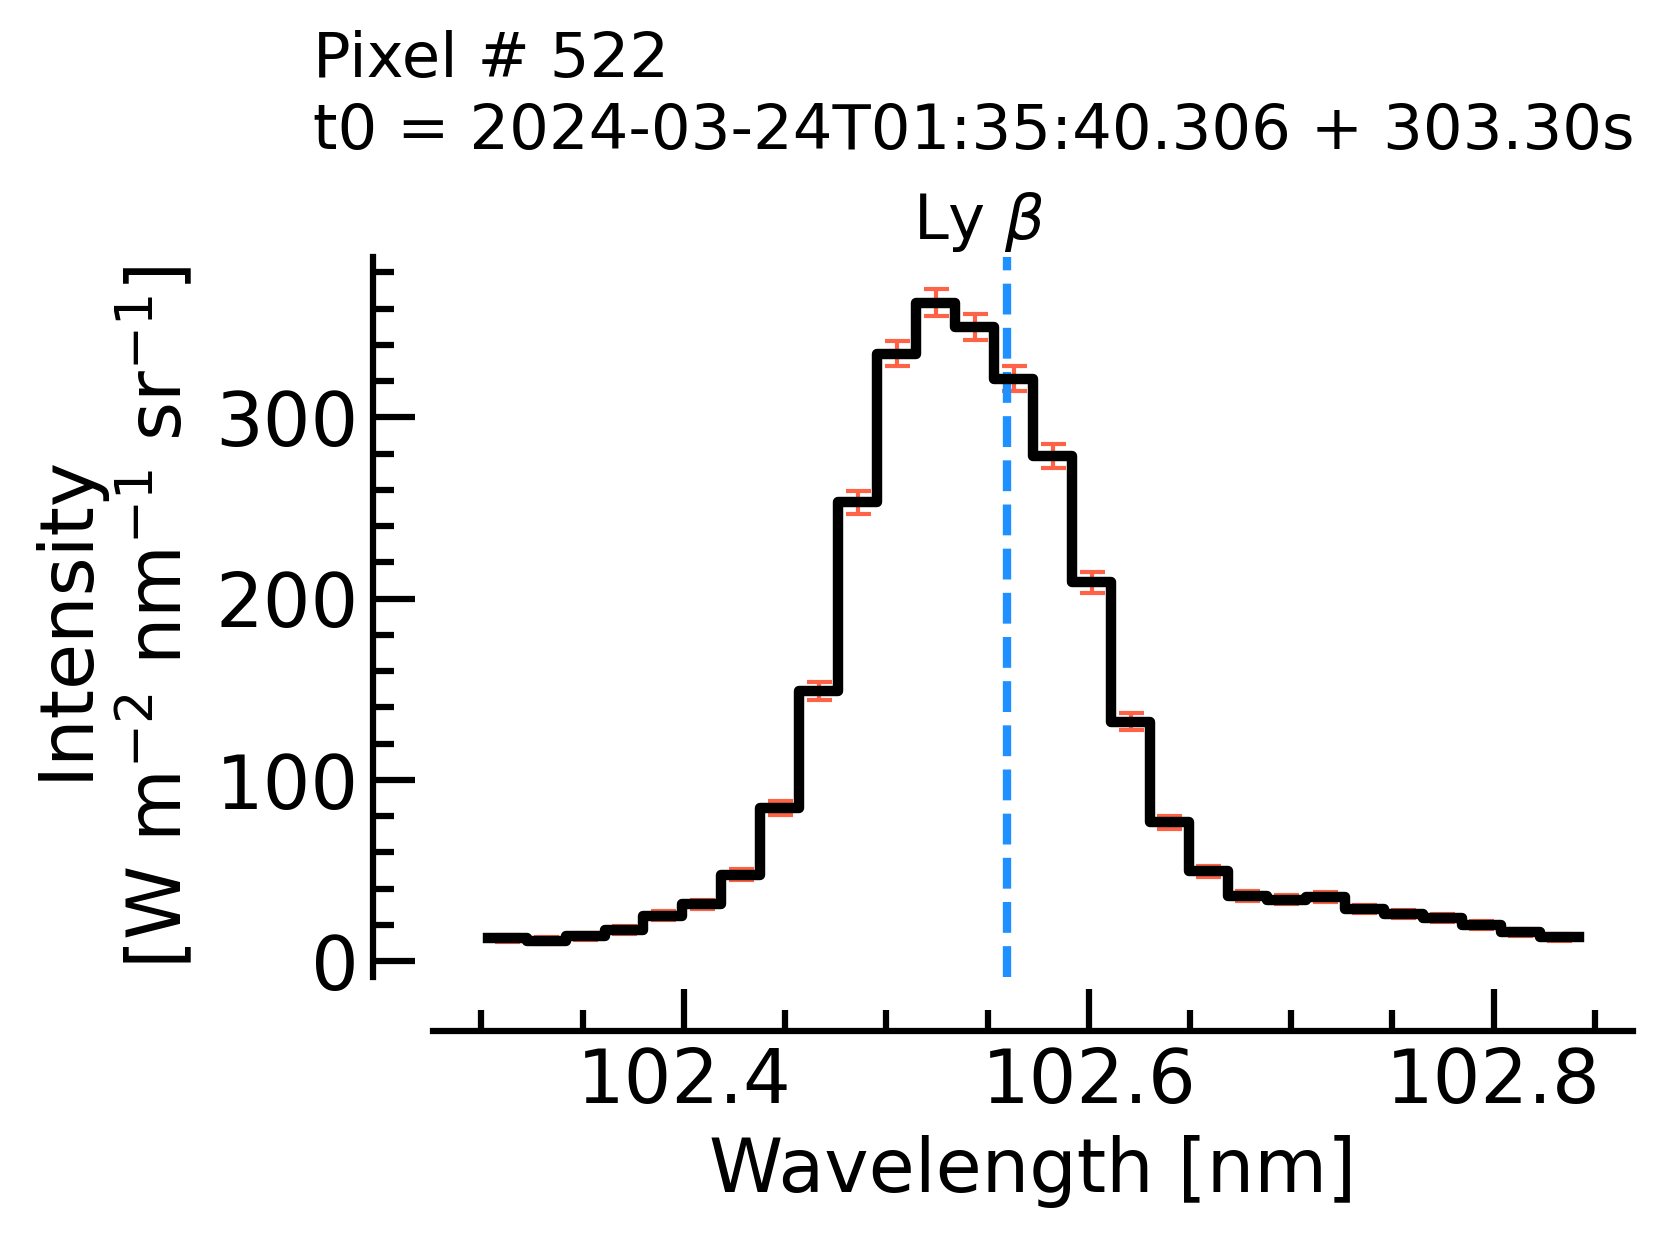 Pixel # 522
t0 = 2024-03-24T01:35:40.306 + 303.30s
Ly β
Intensity
[W m⁻² nm⁻¹ sr⁻¹]
300
200
100
0
102.4 102.6 102.8
Wavelength [nm]